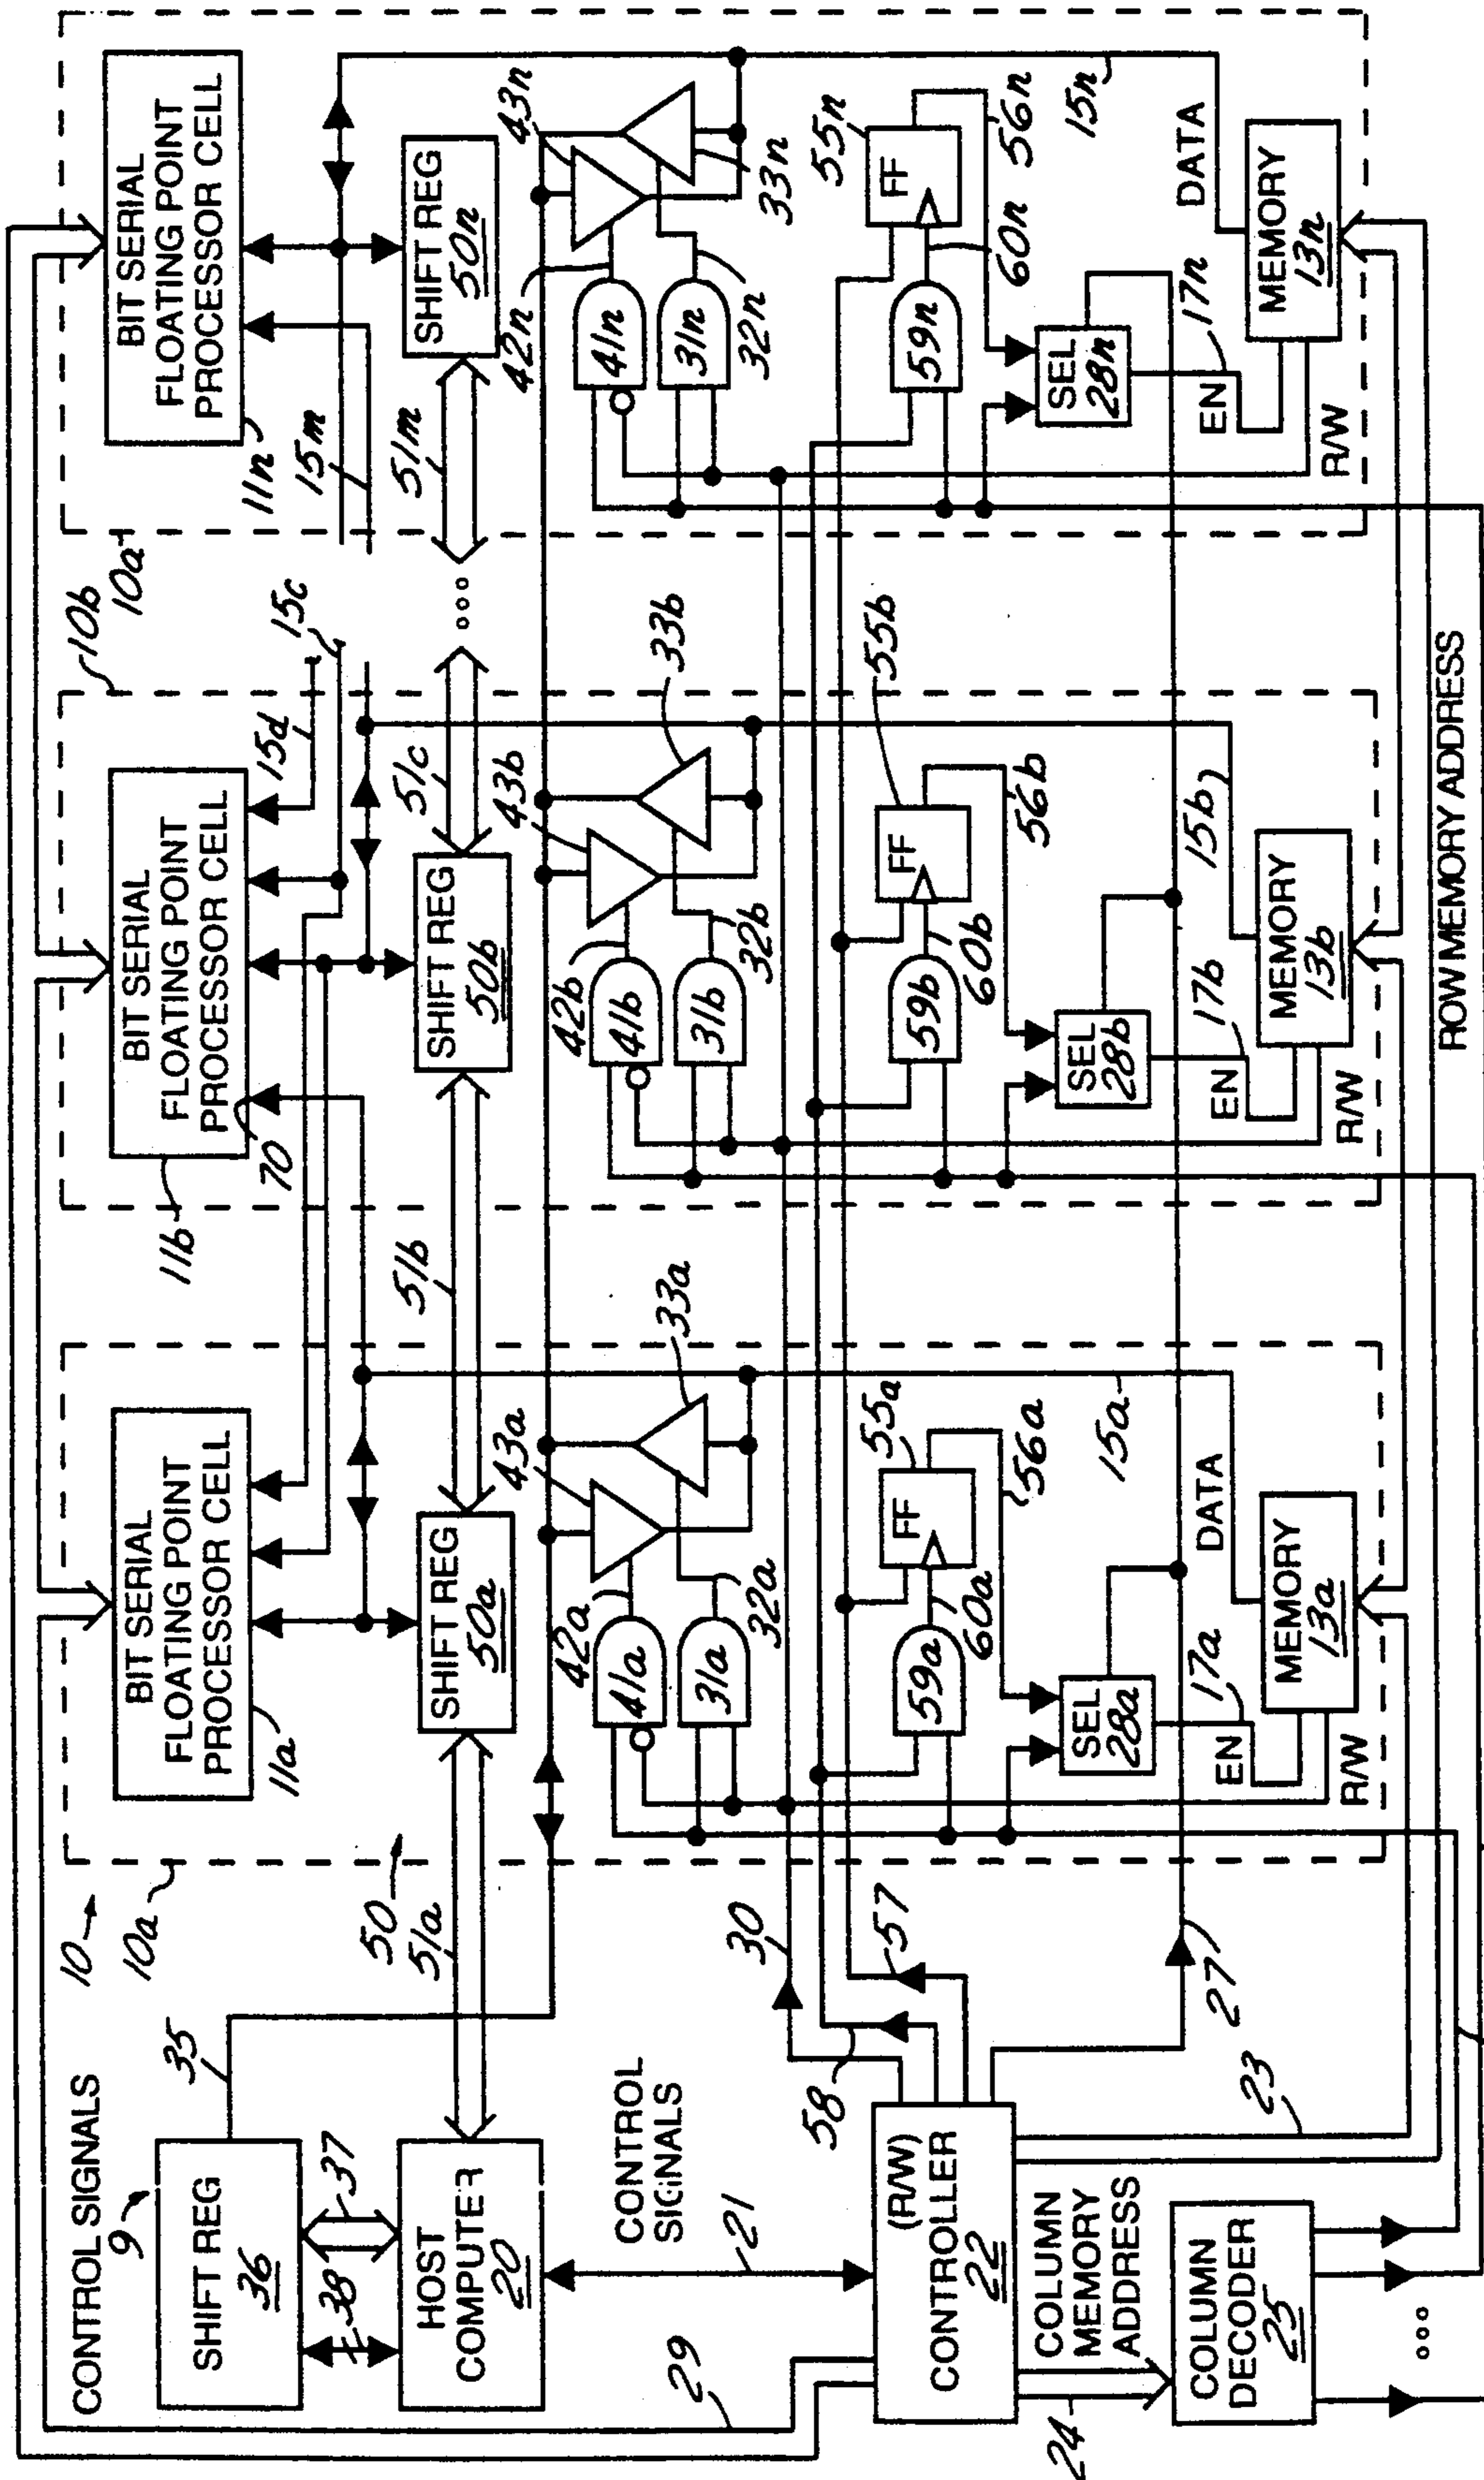 CONTROL SIGNALS
9
SHIFT REG
36
35
38
37
HOST
COMPUTER
20
CONTROL
SIGNALS
21
29
(R/W)
CONTROLLER
22
COLUMN
MEMORY
ADDRESS
24
COLUMN
DECODER
25
23
27
58
57
30
50
51a
10
10a
BIT SERIAL
FLOATING POINT
PROCESSOR CELL
11a
SHIFT REG
50a
43a
42a
41a
31a
32a
33a
FF
55a
59a
60a
56a
SEL
28a
17a
EN
R/W
DATA
15a
MEMORY
13a
51b
BIT SERIAL
FLOATING POINT
PROCESSOR CELL
11b
70
15d
15c
10b
SHIFT REG
50b
51c
43b
42b
41b
31b
32b
33b
FF
55b
59b
60b
56b
SEL
28b
17b
EN
R/W
15b
MEMORY
13b
ROW MEMORY ADDRESS
10a
BIT SERIAL
FLOATING POINT
PROCESSOR CELL
11n
15m
51m
SHIFT REG
50n
43n
42n
41n
31n
32n
33n
FF
55n
59n
60n
56n
SEL
28n
17n
EN
R/W
DATA
15n
MEMORY
13n